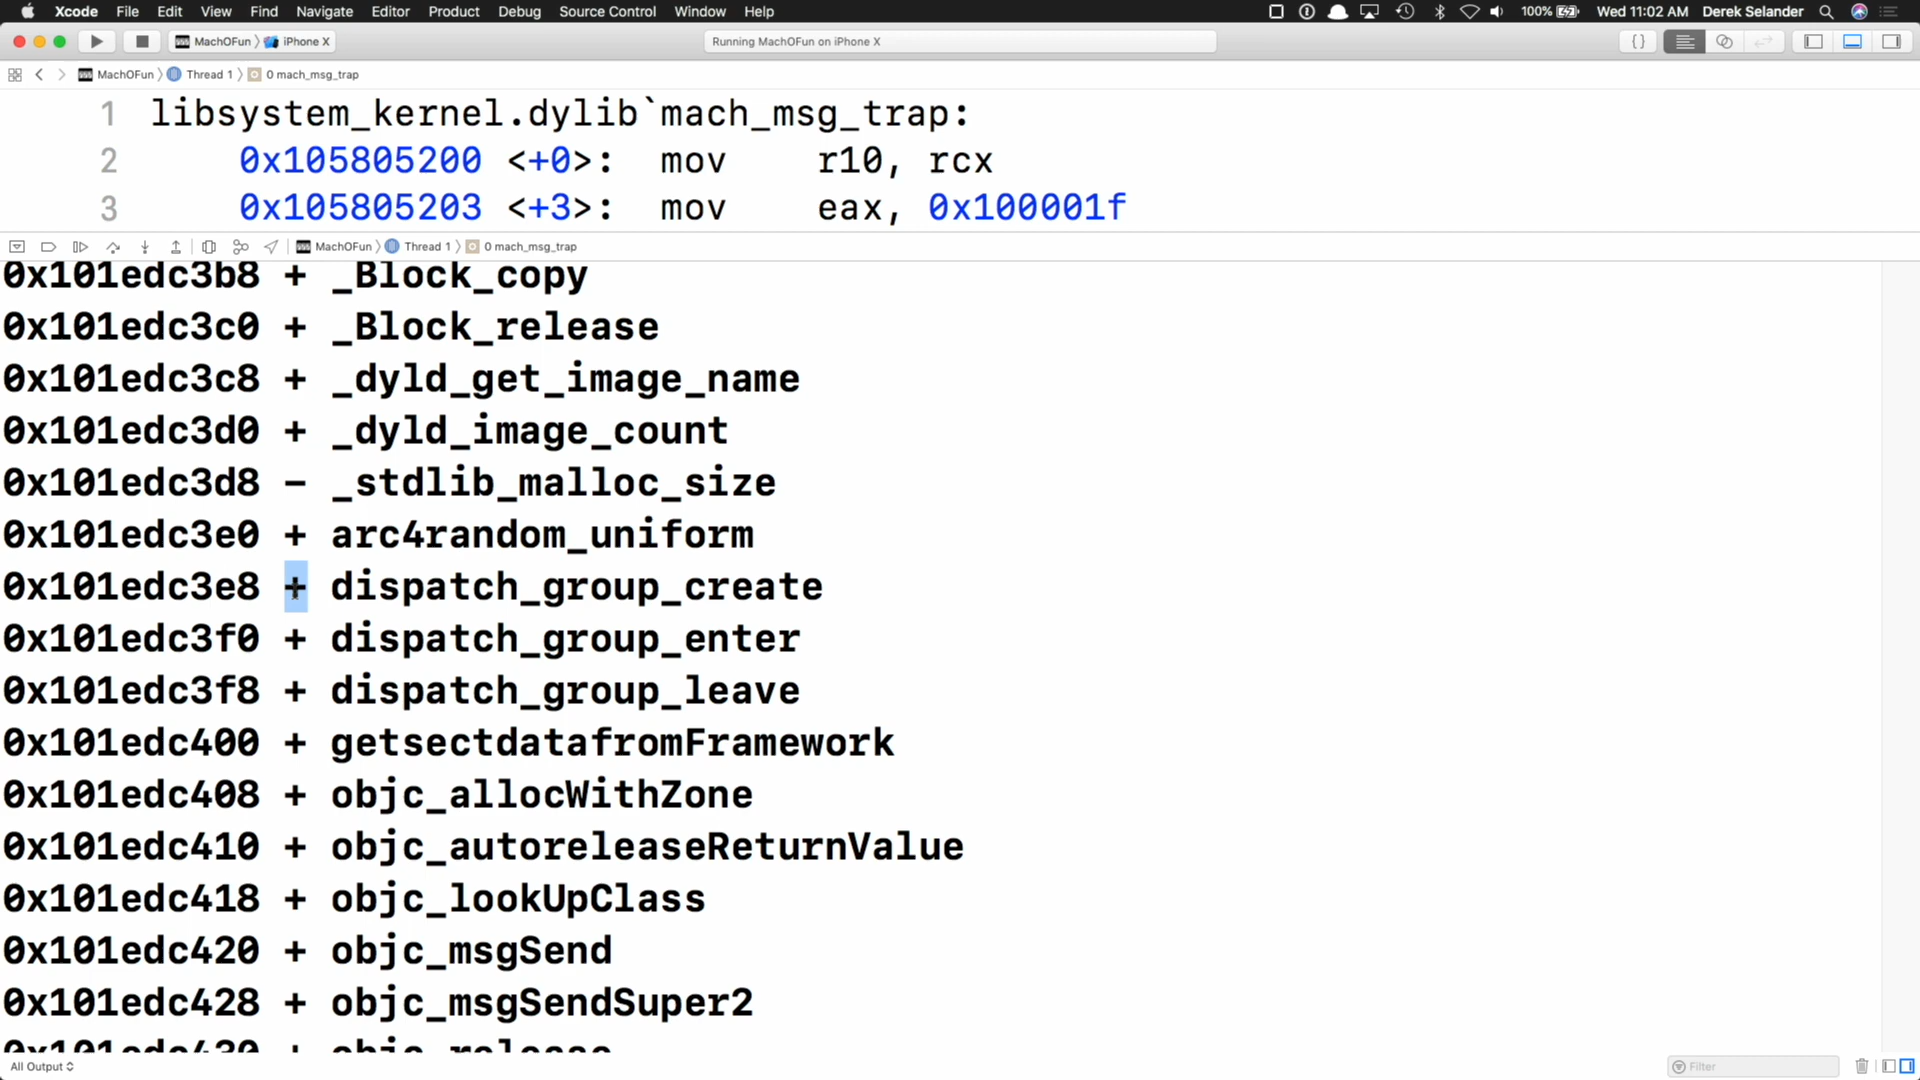 Xcode File Edit View Find Navigate Editor Product Debug Source Control Window Help 100% Wed 11:02 AM Derek Selander
MachOFun iPhone X Running MachOFun on iPhone X {}
MachOFun Thread 1 0 mach_msg_trap
1 libsystem_kernel.dylib`mach_msg_trap:
2 0x105805200 <+0>: mov r10, rcx
3 0x105805203 <+3>: mov eax, 0x100001f
MachOFun Thread 1 0 mach_msg_trap
0x101edc3b8 + _Block_copy
0x101edc3c0 + _Block_release
0x101edc3c8 + _dyld_get_image_name
0x101edc3d0 + _dyld_image_count
0x101edc3d8 - _stdlib_malloc_size
0x101edc3e0 + arc4random_uniform
0x101edc3e8 + dispatch_group_create
0x101edc3f0 + dispatch_group_enter
0x101edc3f8 + dispatch_group_leave
0x101edc400 + getsectdatafromFramework
0x101edc408 + objc_allocWithZone
0x101edc410 + objc_autoreleaseReturnValue
0x101edc418 + objc_lookUpClass
0x101edc420 + objc_msgSend
0x101edc428 + objc_msgSendSuper2
0x101edc430 + objc_release
All Output Filter